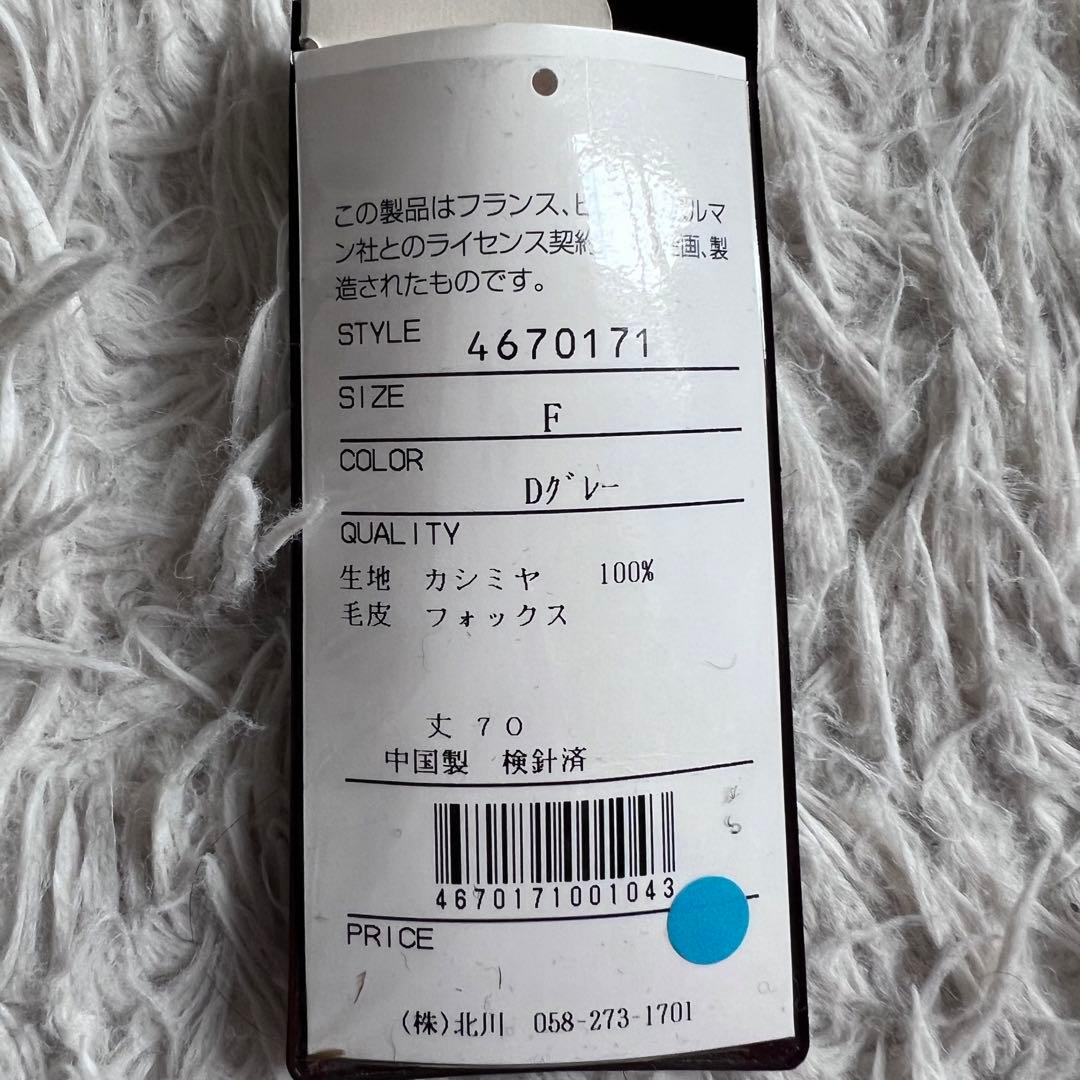 この製品はフランス、ピ ルマ
ン社とのライセンス契約 画、製
造されたものです。
STYLE 4670171
SIZE F
COLOR Dグレー
QUALITY
生地 カシミヤ 100%
毛皮 フォックス
丈 70
中国製 検針済
4670171001043
PRICE
(株)北川 058-273-1701